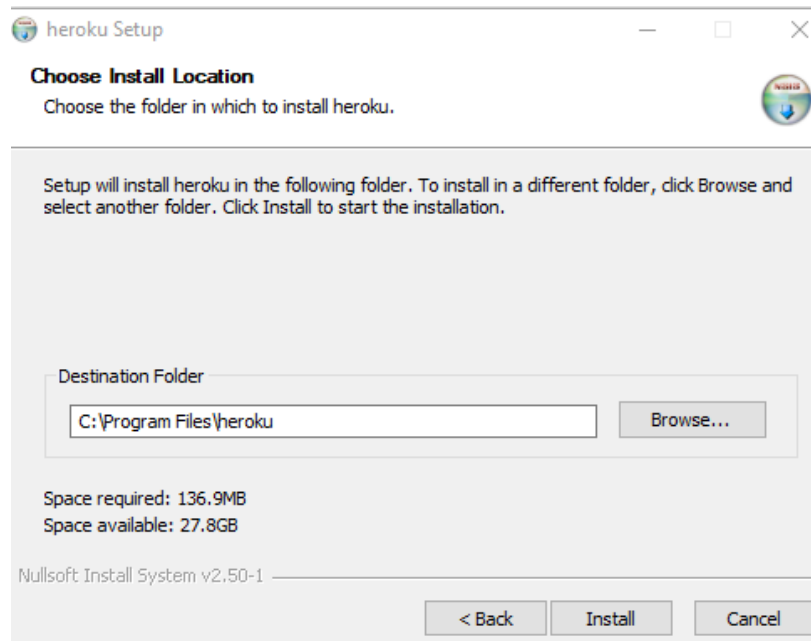 heroku Setup
Choose Install Location
Choose the folder in which to install heroku.
NSIS
Setup will install heroku in the following folder. To install in a different folder, click Browse and
select another folder. Click Install to start the installation.
Destination Folder
C:\Program Files\heroku
Browse...
Space required: 136.9MB
Space available: 27.8GB
Nullsoft Install System v2.50-1
< Back
Install
Cancel